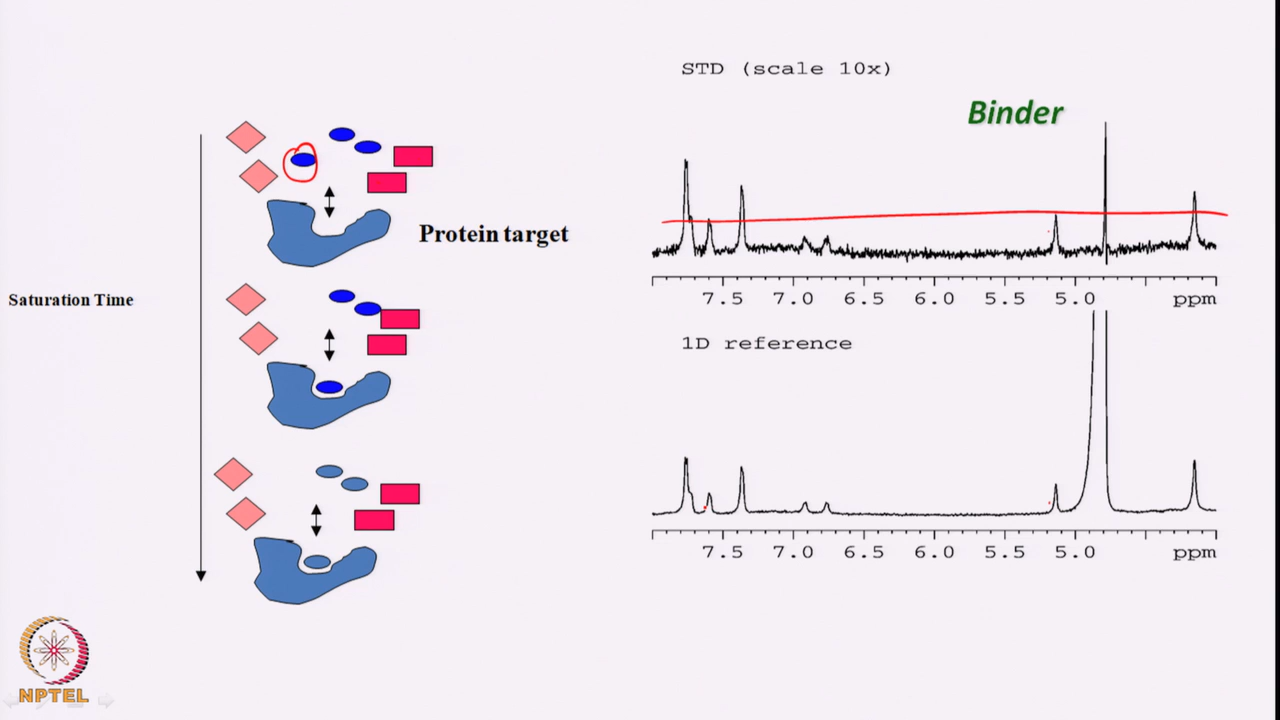 STD (scale 10x)
Binder
Protein target
Saturation Time
7.5 7.0 6.5 6.0 5.5 5.0 ppm
1D reference
7.5 7.0 6.5 6.0 5.5 5.0 ppm
NPTEL